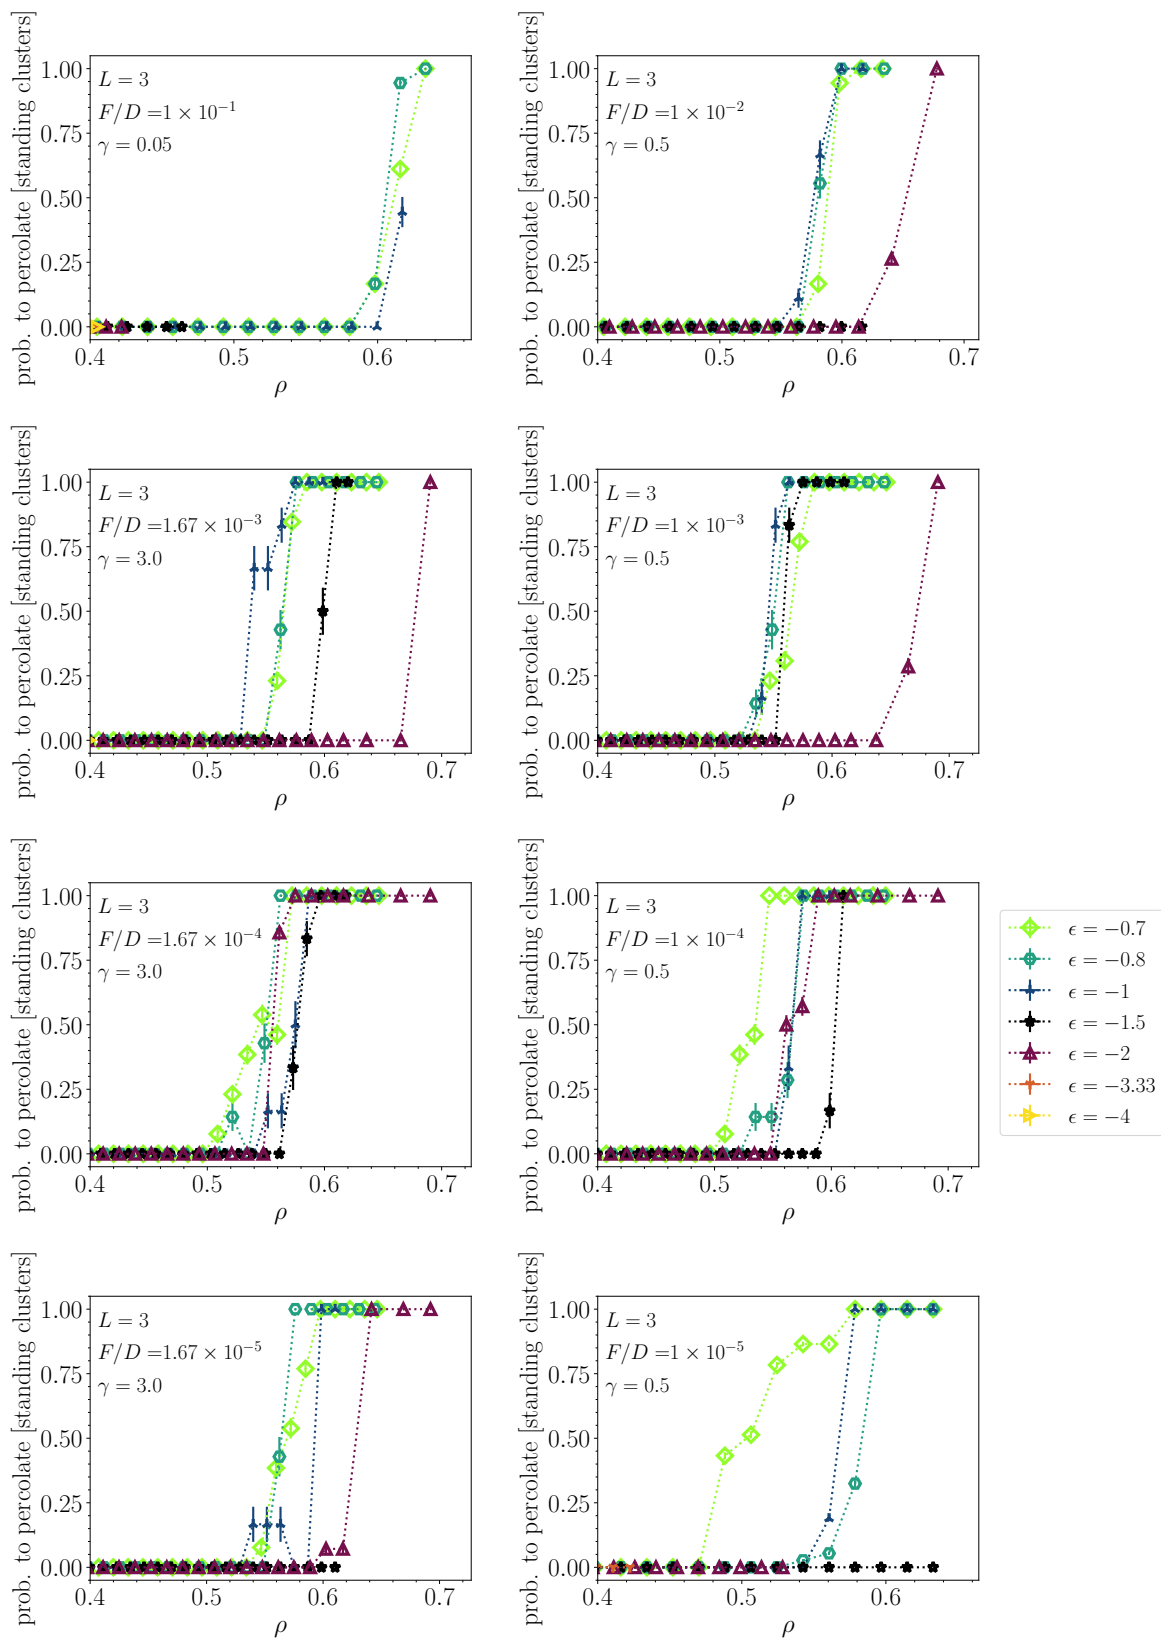 prob. to percolate [standing clusters]
1.00
0.75
0.50
0.25
0.00
L = 3
F/D =1 × 10⁻¹
γ = 0.05
0.4 0.5 0.6
ρ
prob. to percolate [standing clusters]
1.00
0.75
0.50
0.25
0.00
L = 3
F/D =1 × 10⁻²
γ = 0.5
0.4 0.5 0.6 0.7
ρ
prob. to percolate [standing clusters]
1.00
0.75
0.50
0.25
0.00
L = 3
F/D =1.67 × 10⁻³
γ = 3.0
0.4 0.5 0.6 0.7
ρ
prob. to percolate [standing clusters]
1.00
0.75
0.50
0.25
0.00
L = 3
F/D =1 × 10⁻³
γ = 0.5
0.4 0.5 0.6 0.7
ρ
prob. to percolate [standing clusters]
1.00
0.75
0.50
0.25
0.00
L = 3
F/D =1.67 × 10⁻⁴
γ = 3.0
0.4 0.5 0.6 0.7
ρ
prob. to percolate [standing clusters]
1.00
0.75
0.50
0.25
0.00
L = 3
F/D =1 × 10⁻⁴
γ = 0.5
0.4 0.5 0.6 0.7
ρ
ϵ = −0.7
ϵ = −0.8
ϵ = −1
ϵ = −1.5
ϵ = −2
ϵ = −3.33
ϵ = −4
prob. to percolate [standing clusters]
1.00
0.75
0.50
0.25
0.00
L = 3
F/D =1.67 × 10⁻⁵
γ = 3.0
0.4 0.5 0.6 0.7
ρ
prob. to percolate [standing clusters]
1.00
0.75
0.50
0.25
0.00
L = 3
F/D =1 × 10⁻⁵
γ = 0.5
0.4 0.5 0.6
ρ